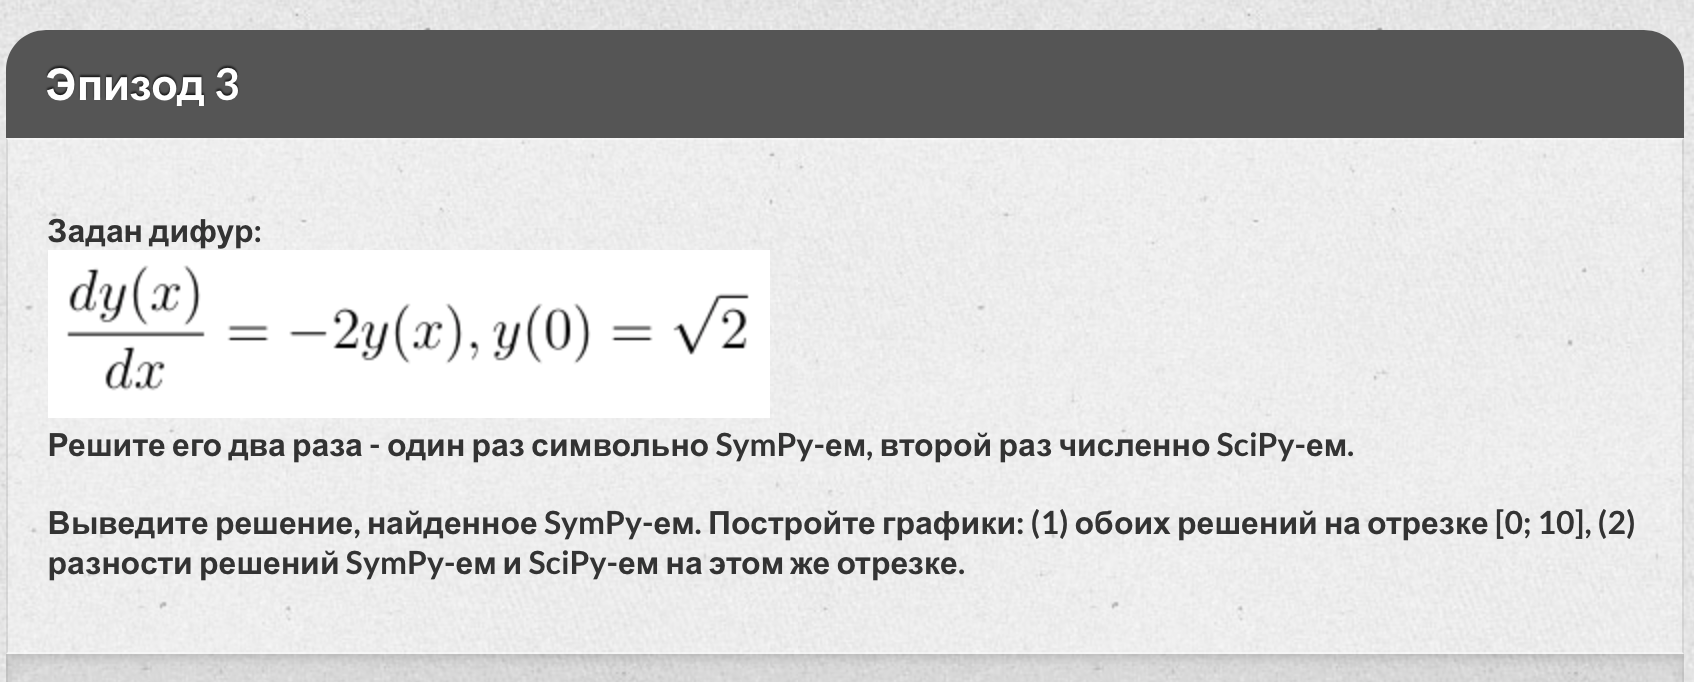 Эпизод 3
Задан дифур:
dy(x)/dx = −2y(x), y(0) = √2
Решите его два раза - один раз символьно SymPy-ем, второй раз численно SciPy-ем.
Выведите решение, найденное SymPy-ем. Постройте графики: (1) обоих решений на отрезке [0; 10], (2)
разности решений SymPy-ем и SciPy-ем на этом же отрезке.